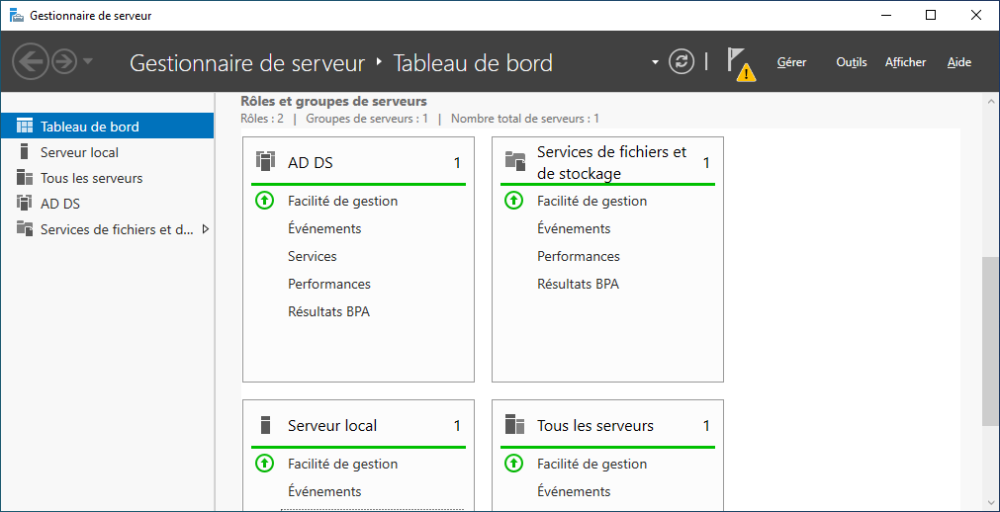 Gestionnaire de serveur
Gestionnaire de serveur ‣ Tableau de bord
Gérer Outils Afficher Aide
Tableau de bord
Serveur local
Tous les serveurs
AD DS
Services de fichiers et d...
Rôles et groupes de serveurs
Rôles : 2 | Groupes de serveurs : 1 | Nombre total de serveurs : 1
AD DS 1
Facilité de gestion
Événements
Services
Performances
Résultats BPA
Services de fichiers et
de stockage 1
Facilité de gestion
Événements
Performances
Résultats BPA
Serveur local 1
Facilité de gestion
Événements
Tous les serveurs 1
Facilité de gestion
Événements